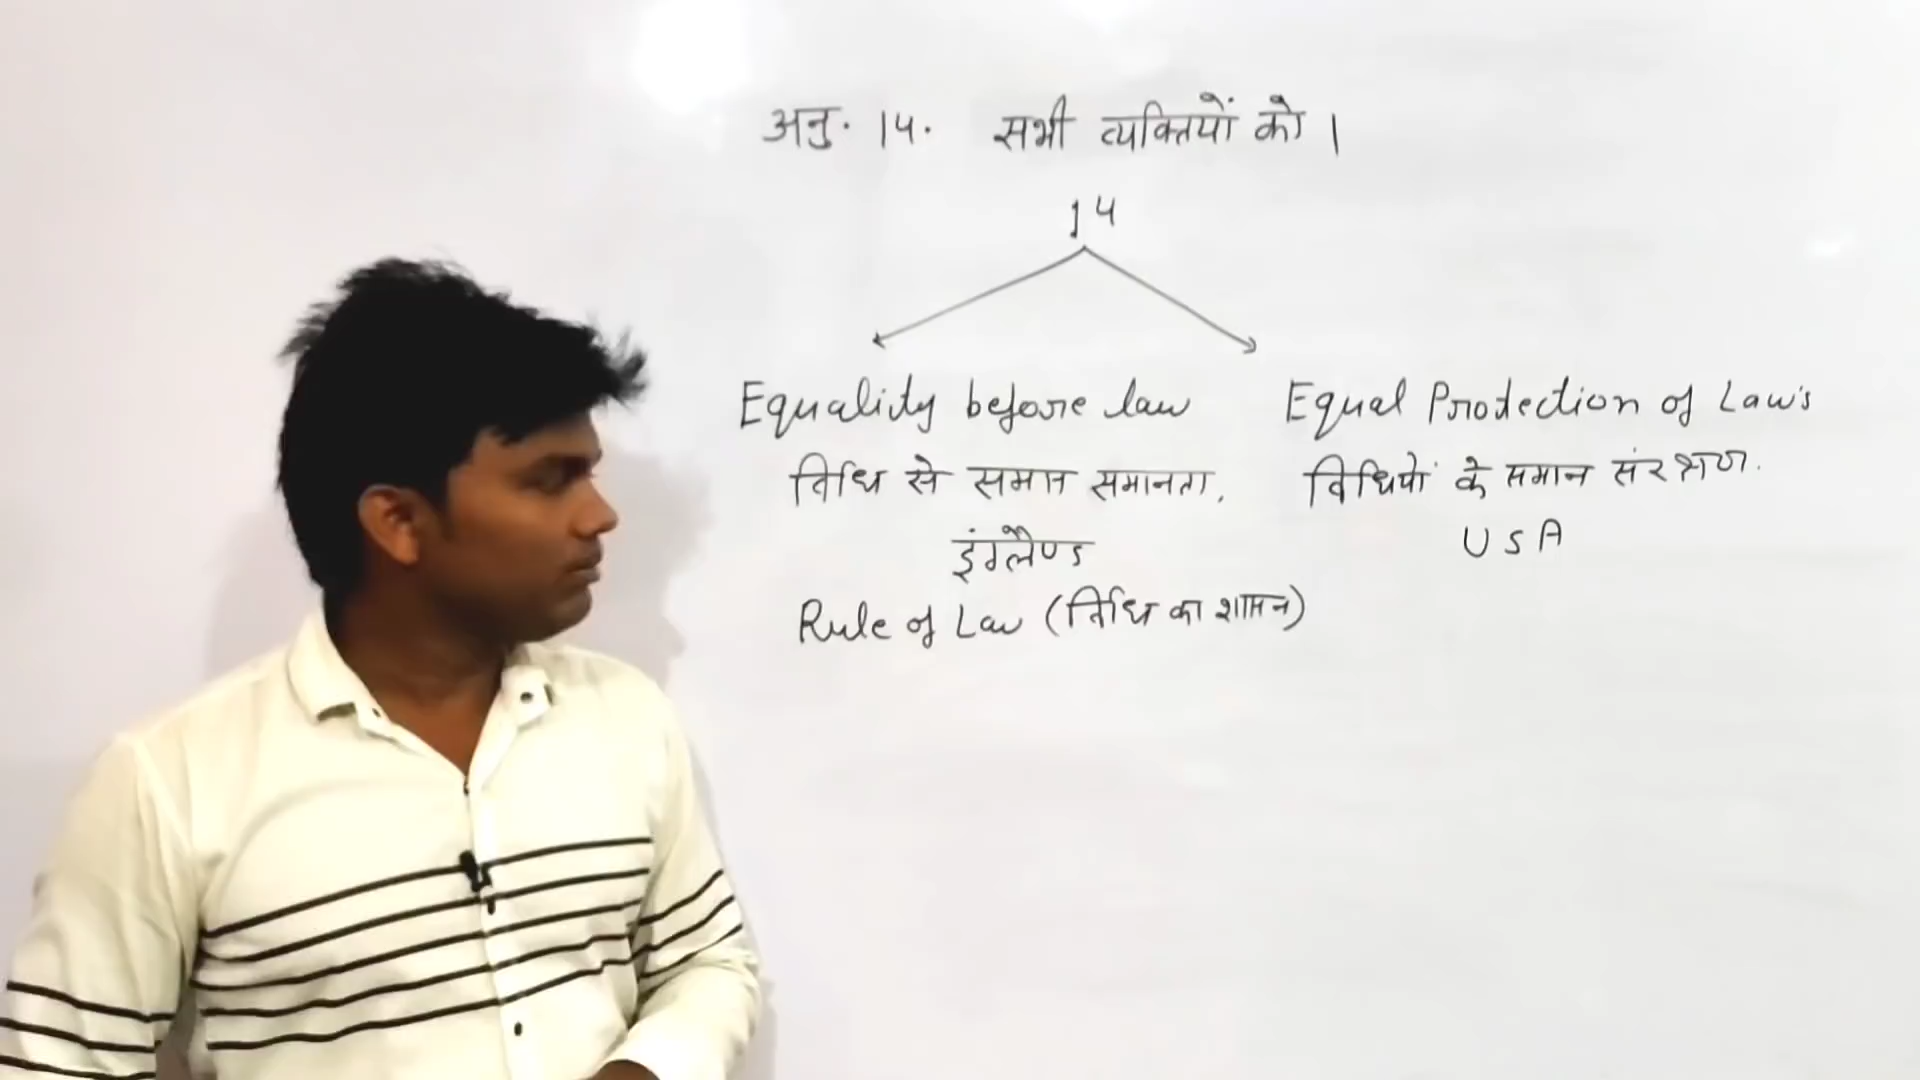 अनु. 14. सभी व्यक्तियों को ।
14
Equality before law
विधि से समान समानता.
इंग्लैण्ड
Rule of Law (विधि का शासन)
Equal Protection of Law's
विधियों के समान संरक्षण.
USA